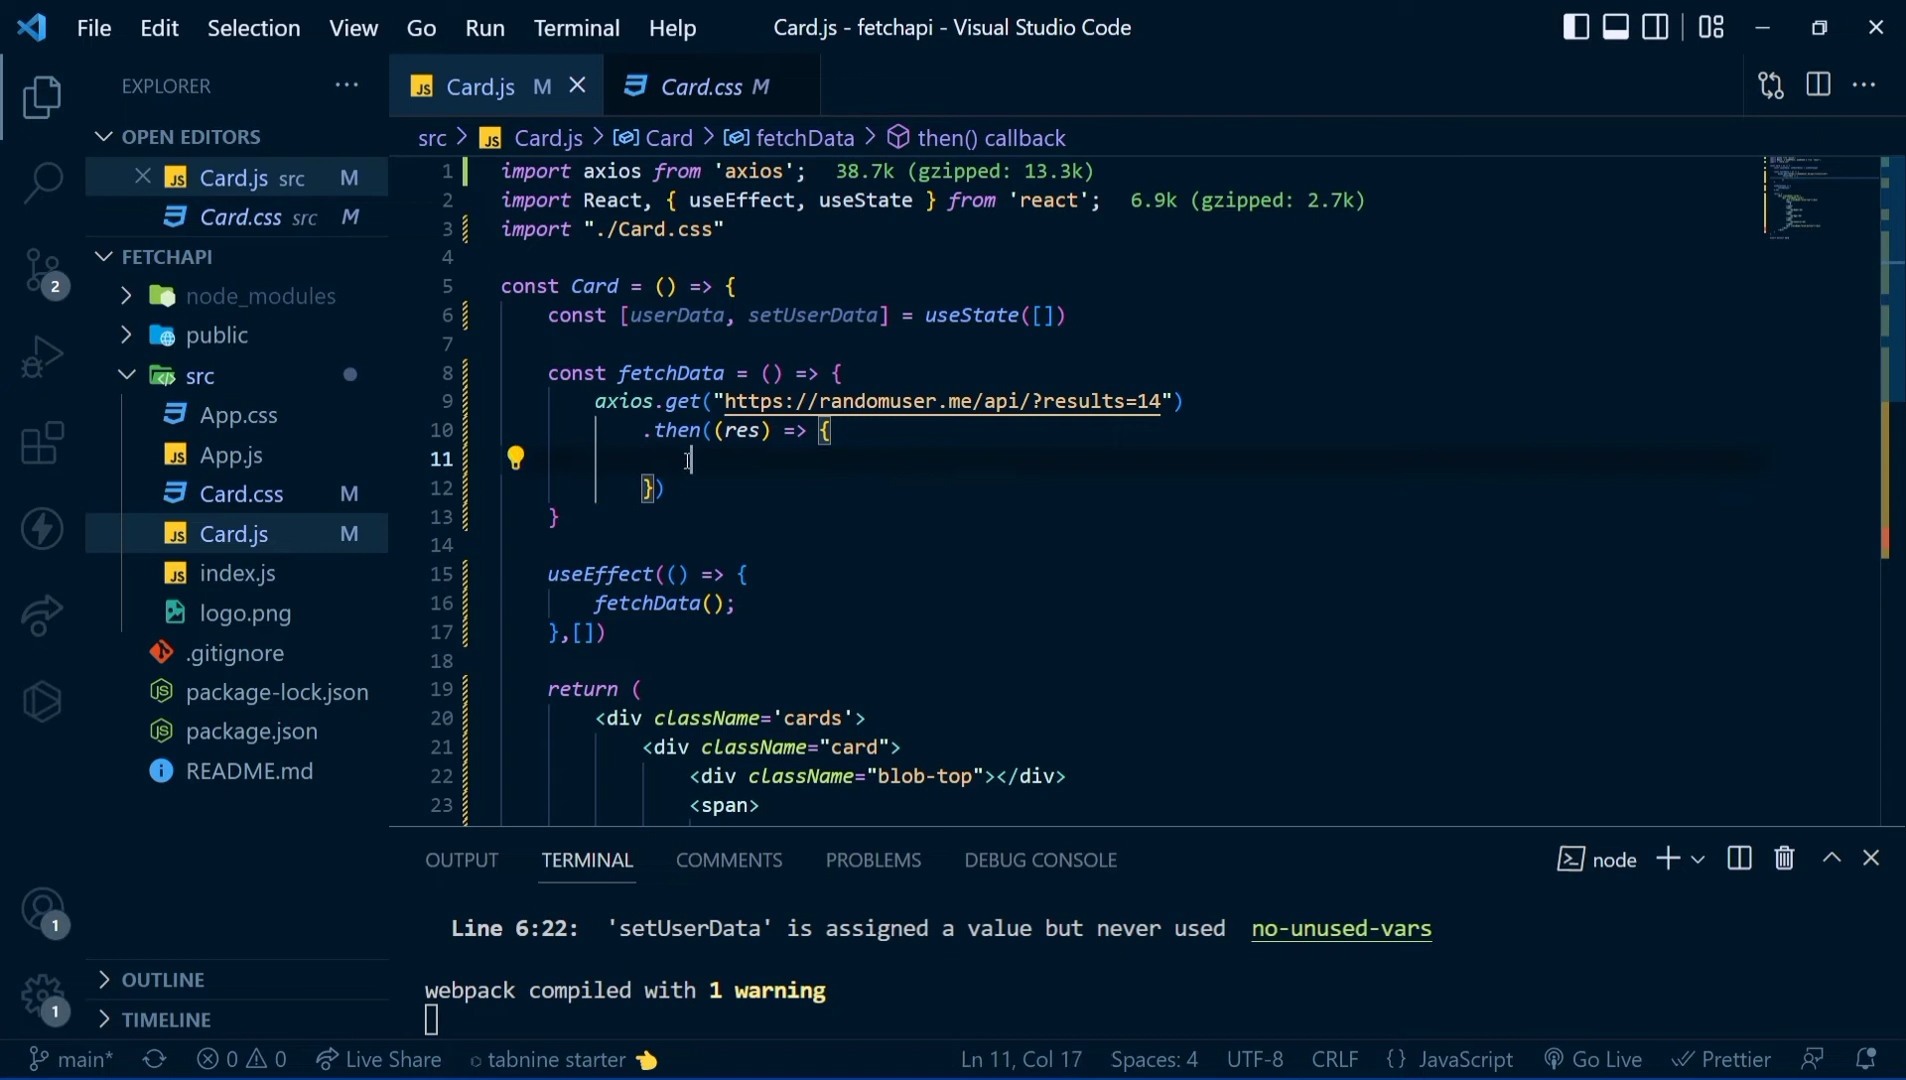 File Edit Selection View Go Run Terminal Help Card.js - fetchapi - Visual Studio Code
EXPLORER ···
Card.js M
Card.css M
OPEN EDITORS
Card.js src M
Card.css src M
FETCHAPI
node_modules
public
src
App.css
App.js
Card.css M
Card.js M
index.js
logo.png
.gitignore
package-lock.json
package.json
README.md
OUTLINE
TIMELINE
2
1
1
src > Card.js > Card > fetchData > then() callback
1 import axios from 'axios'; 38.7k (gzipped: 13.3k)
2 import React, { useEffect, useState } from 'react'; 6.9k (gzipped: 2.7k)
3 import "./Card.css"
4
5 const Card = () => {
6 const [userData, setUserData] = useState([])
7
8 const fetchData = () => {
9 axios.get("https://randomuser.me/api/?results=14")
10 .then((res) => {
11
12 })
13 }
14
15 useEffect(() => {
16 fetchData();
17 },[])
18
19 return (
20 <div className='cards'>
21 <div className="card">
22 <div className="blob-top"></div>
23 <span>
OUTPUT TERMINAL COMMENTS PROBLEMS DEBUG CONSOLE node
Line 6:22: 'setUserData' is assigned a value but never used no-unused-vars
webpack compiled with 1 warning
main* 0 0 Live Share tabnine starter Ln 11, Col 17 Spaces: 4 UTF-8 CRLF {} JavaScript Go Live Prettier